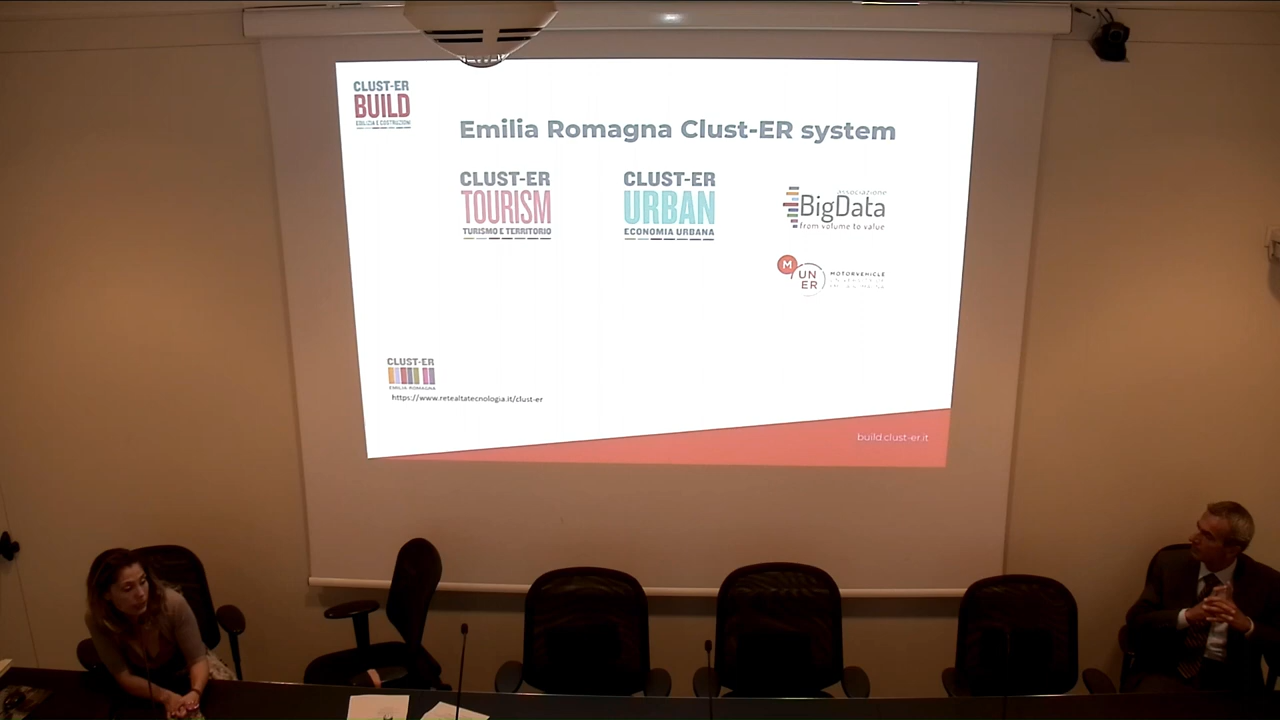 CLUST-ER
BUILD
EDILIZIA E COSTRUZIONI
Emilia Romagna Clust-ER system
CLUST-ER
TOURISM
TURISMO E TERRITORIO
CLUST-ER
URBAN
ECONOMIA URBANA
associazione
BigData
from volume to value
M
UN
ER
MOTORVEHICLE
CLUST-ER
EMILIA-ROMAGNA
https://www.retealtatecnologia.it/clust-er
build.clust-er.it